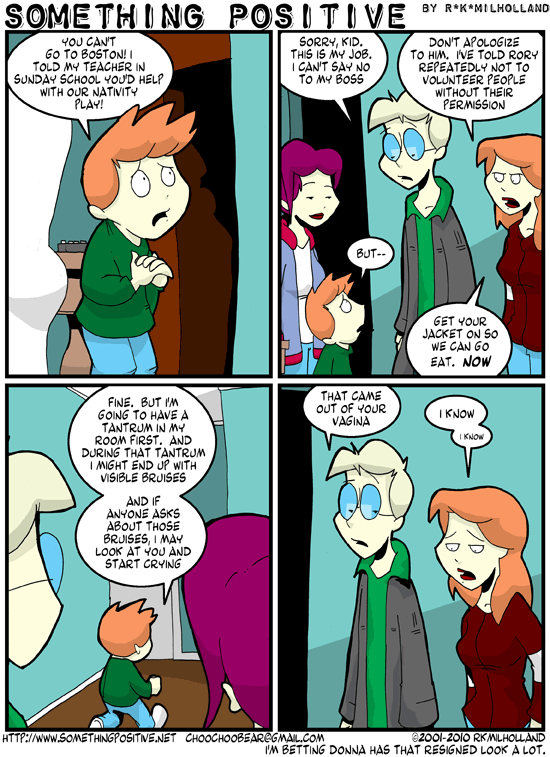 SOMETHING POSITIVE BY R*K*MILHOLLAND
YOU CAN'T
GO TO BOSTON! I
TOLD MY TEACHER IN
SUNDAY SCHOOL YOU'D HELP
WITH OUR NATIVITY
PLAY!
SORRY, KID.
THIS IS MY JOB.
CAN'T SAY NO
TO MY BOSS
DON'T APOLOGIZE
TO HIM. I'VE TOLD RORY
REPEATEDLY NOT TO
VOLUNTEER PEOPLE
WITHOUT THEIR
PERMISSION
BUT--
GET YOUR
JACKET ON SO
WE CAN GO
EAT. NOW
FINE. BUT I'M
GOING TO HAVE A
TANTRUM IN MY
ROOM FIRST. AND
DURING THAT TANTRUM
I MIGHT END UP WITH
VISIBLE BRUISES
AND IF
ANYONE ASKS
ABOUT THOSE
BRUISES, I MAY
LOOK AT YOU AND
START CRYING
THAT CAME
OUT OF YOUR
VAGINA
I KNOW
I KNOW
HTTP://WWW.SOMETHINGPOSITIVE.NET CHOOCHOOBEAR@GMAIL.COM ©2001-2010 RKMILHOLLAND
I'M BETTING DONNA HAS THAT RESIGNED LOOK A LOT.